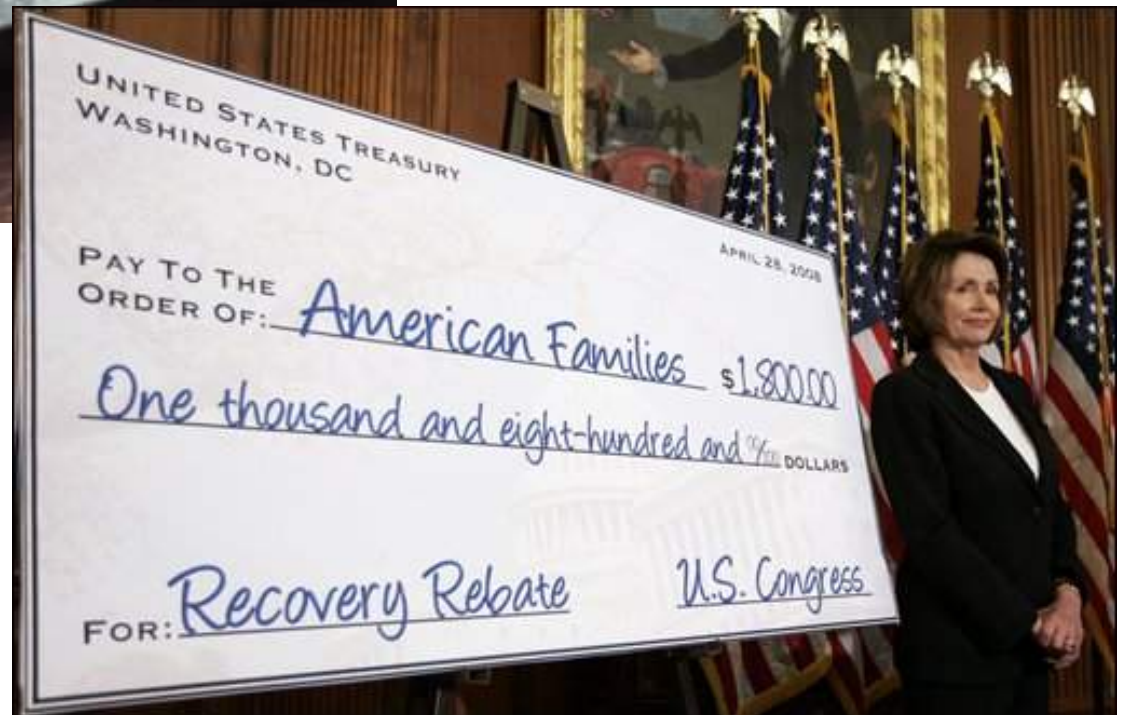 UNITED STATES TREASURY
WASHINGTON, DC
APRIL 28, 2008
PAY TO THE
ORDER OF: American Families $1,800.00
One thousand and eight-hundred and 00/100 DOLLARS
FOR: Recovery Rebate U.S. Congress